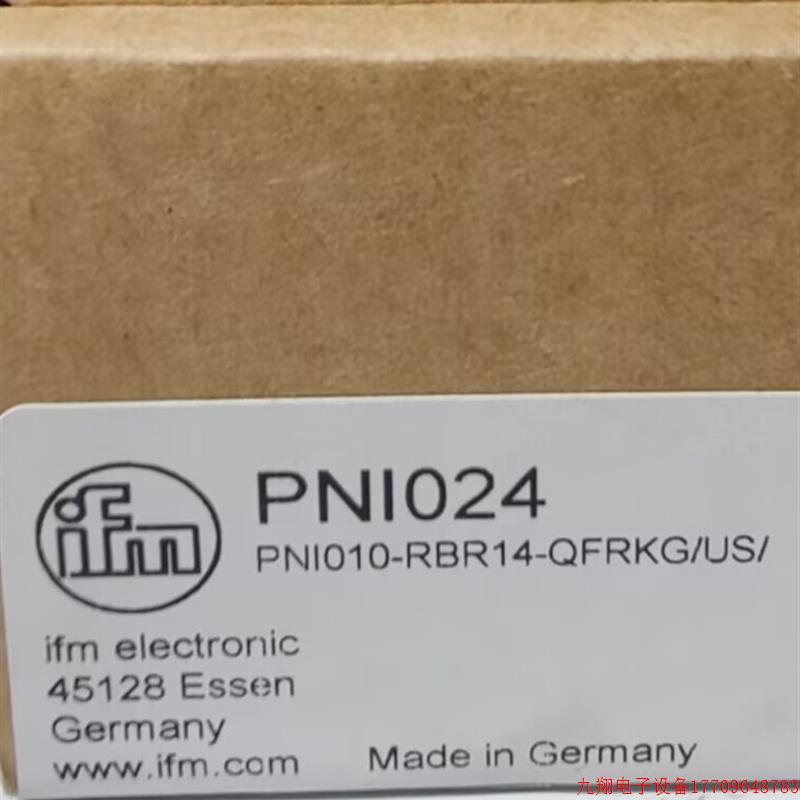 ifm
PNI024
PNI010-RBR14-QFRKG/US/
ifm electronic
45128 Essen
Germany
www.ifm.com
Made in Germany
九翔电子设备17709648783